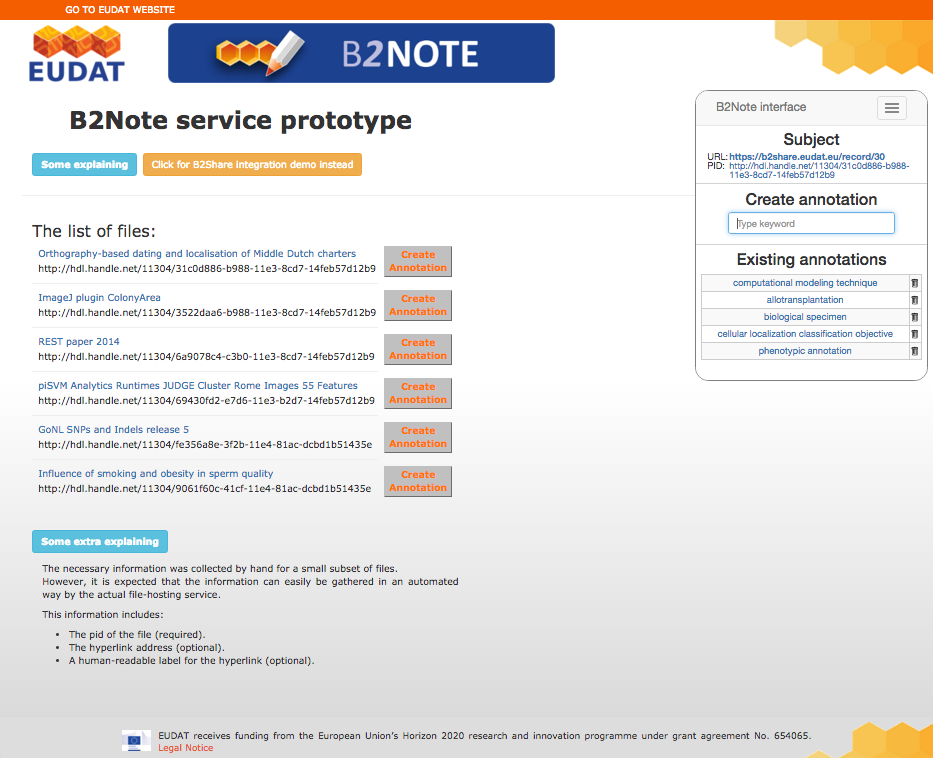 GO TO EUDAT WEBSITE
EUDAT
B2NOTE
B2Note service prototype
Some explaining
Click for B2Share integration demo instead
The list of files:
Orthography-based dating and localisation of Middle Dutch charters
http://hdl.handle.net/11304/31c0d886-b988-11e3-8cd7-14feb57d12b9
Create
Annotation
ImageJ plugin ColonyArea
http://hdl.handle.net/11304/3522daa6-b988-11e3-8cd7-14feb57d12b9
Create
Annotation
REST paper 2014
http://hdl.handle.net/11304/6a9078c4-c3b0-11e3-8cd7-14feb57d12b9
Create
Annotation
piSVM Analytics Runtimes JUDGE Cluster Rome Images 55 Features
http://hdl.handle.net/11304/69430fd2-e7d6-11e3-b2d7-14feb57d12b9
Create
Annotation
GoNL SNPs and Indels release 5
http://hdl.handle.net/11304/fe356a8e-3f2b-11e4-81ac-dcbd1b51435e
Create
Annotation
Influence of smoking and obesity in sperm quality
http://hdl.handle.net/11304/9061f60c-41cf-11e4-81ac-dcbd1b51435e
Create
Annotation
Some extra explaining
The necessary information was collected by hand for a small subset of files.
However, it is expected that the information can easily be gathered in an automated
way by the actual file-hosting service.
This information includes:
• The pid of the file (required).
• The hyperlink address (optional).
• A human-readable label for the hyperlink (optional).
B2Note interface
Subject
URL: https://b2share.eudat.eu/record/30
PID: http://hdl.handle.net/11304/31c0d886-b988-
11e3-8cd7-14feb57d12b9
Create annotation
Type keyword
Existing annotations
computational modeling technique
allotransplantation
biological specimen
cellular localization classification objective
phenotypic annotation
EUDAT receives funding from the European Union's Horizon 2020 research and innovation programme under grant agreement No. 654065.
Legal Notice